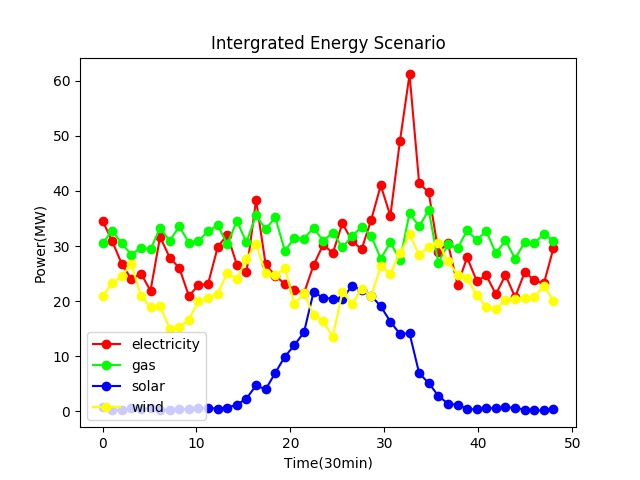 Intergrated Energy Scenario
Power(MW)
60
50
40
30
20
10
0
electricity
gas
solar
wind
0 10 20 30 40 50
Time(30min)